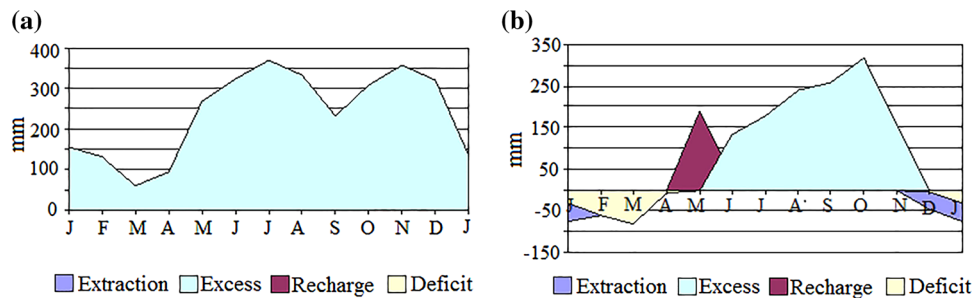 (a)
400
300
200
100
0
mm
J F M A M J J A S O N D J
Extraction Excess Recharge Deficit
(b)
350
250
150
50
-50
-150
mm
J F M A M J J A S O N D J
Extraction Excess Recharge Deficit